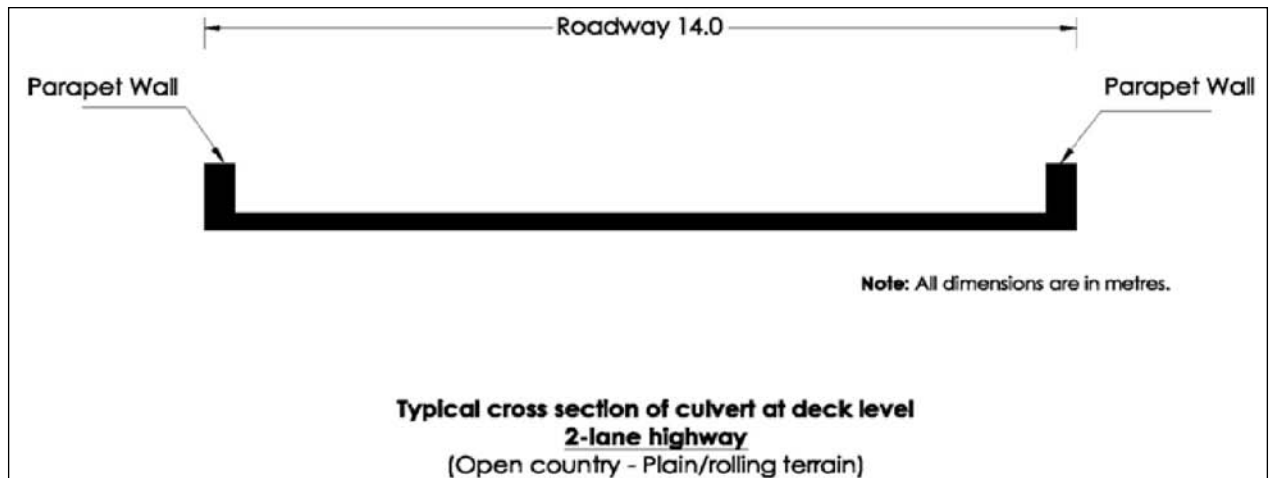 Roadway 14.0
Parapet Wall
Parapet Wall
Note: All dimensions are in metres.
Typical cross section of culvert at deck level
2-lane highway
(Open country - Plain/rolling terrain)